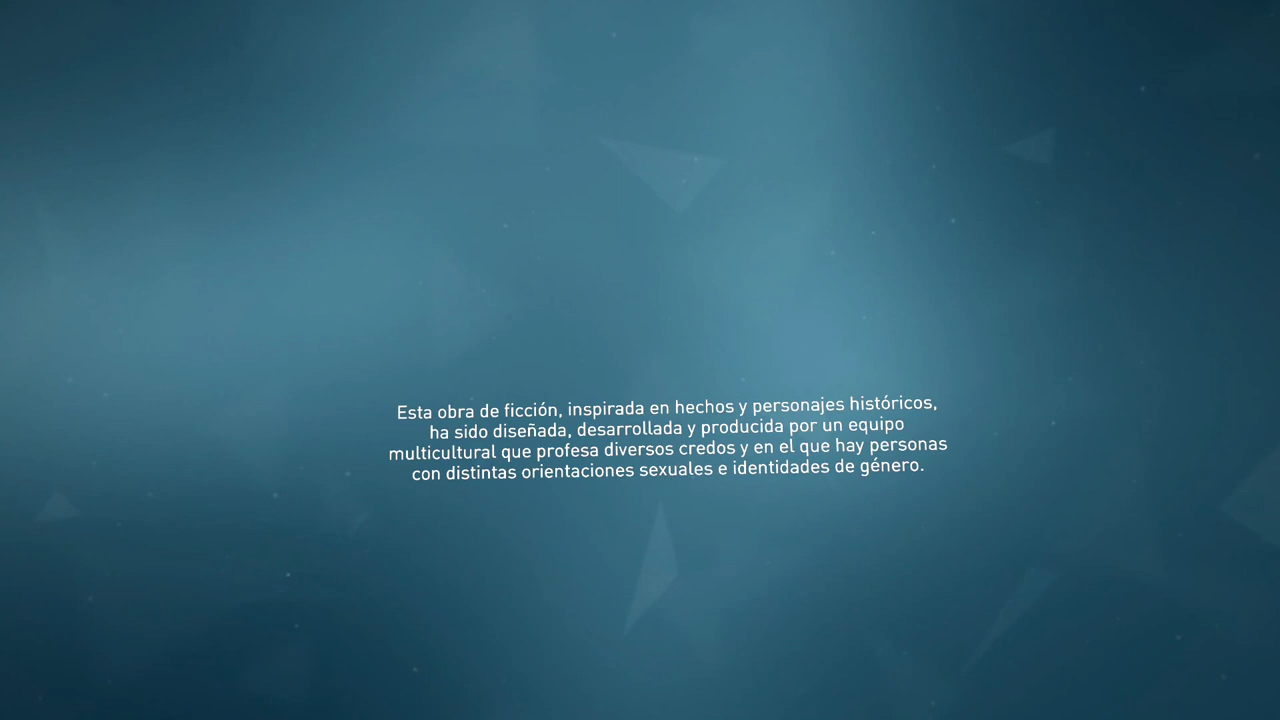 Esta obra de ficción, inspirada en hechos y personajes históricos,
ha sido diseñada, desarrollada y producida por un equipo
multicultural que profesa diversos credos y en el que hay personas
con distintas orientaciones sexuales e identidades de género.